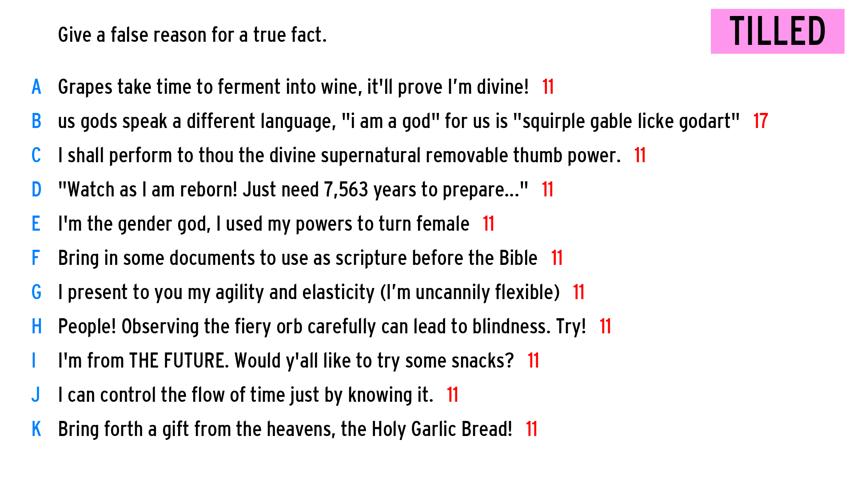 Give a false reason for a true fact.
TILLED
A Grapes take time to ferment into wine, it'll prove I'm divine! 11
B us gods speak a different language, "i am a god" for us is "squirple gable licke godart" 17
C I shall perform to thou the divine supernatural removable thumb power. 11
D "Watch as I am reborn! Just need 7,563 years to prepare..." 11
E I'm the gender god, I used my powers to turn female 11
F Bring in some documents to use as scripture before the Bible 11
G I present to you my agility and elasticity (I'm uncannily flexible) 11
H People! Observing the fiery orb carefully can lead to blindness. Try! 11
I I'm from THE FUTURE. Would y'all like to try some snacks? 11
J I can control the flow of time just by knowing it. 11
K Bring forth a gift from the heavens, the Holy Garlic Bread! 11